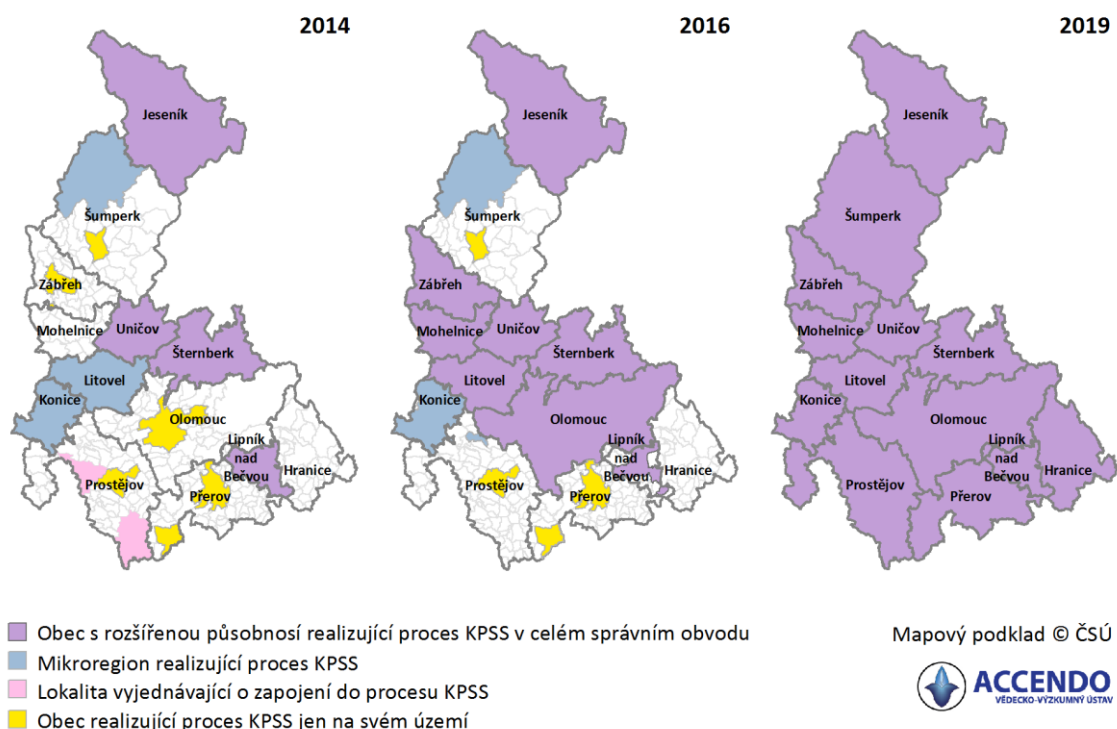 2014
Jeseník
Šumperk
Zábřeh
Mohelnice
Uničov
Šternberk
Litovel
Konice
Olomouc
Lipník
nad
Bečvou
Hranice
Prostějov
Přerov
2016
Jeseník
Šumperk
Zábřeh
Mohelnice
Uničov
Šternberk
Litovel
Konice
Olomouc
Lipník
nad
Bečvou
Hranice
Prostějov
Přerov
2019
Jeseník
Šumperk
Zábřeh
Mohelnice
Uničov
Šternberk
Litovel
Konice
Olomouc
Lipník
nad
Bečvou
Hranice
Prostějov
Přerov
Obec s rozšířenou působnosí realizující proces KPSS v celém správním obvodu
Mikroregion realizující proces KPSS
Lokalita vyjednávající o zapojení do procesu KPSS
Obec realizující proces KPSS jen na svém území
Mapový podklad © ČSÚ
ACCENDO
VĚDECKO-VÝZKUMNÝ ÚSTAV